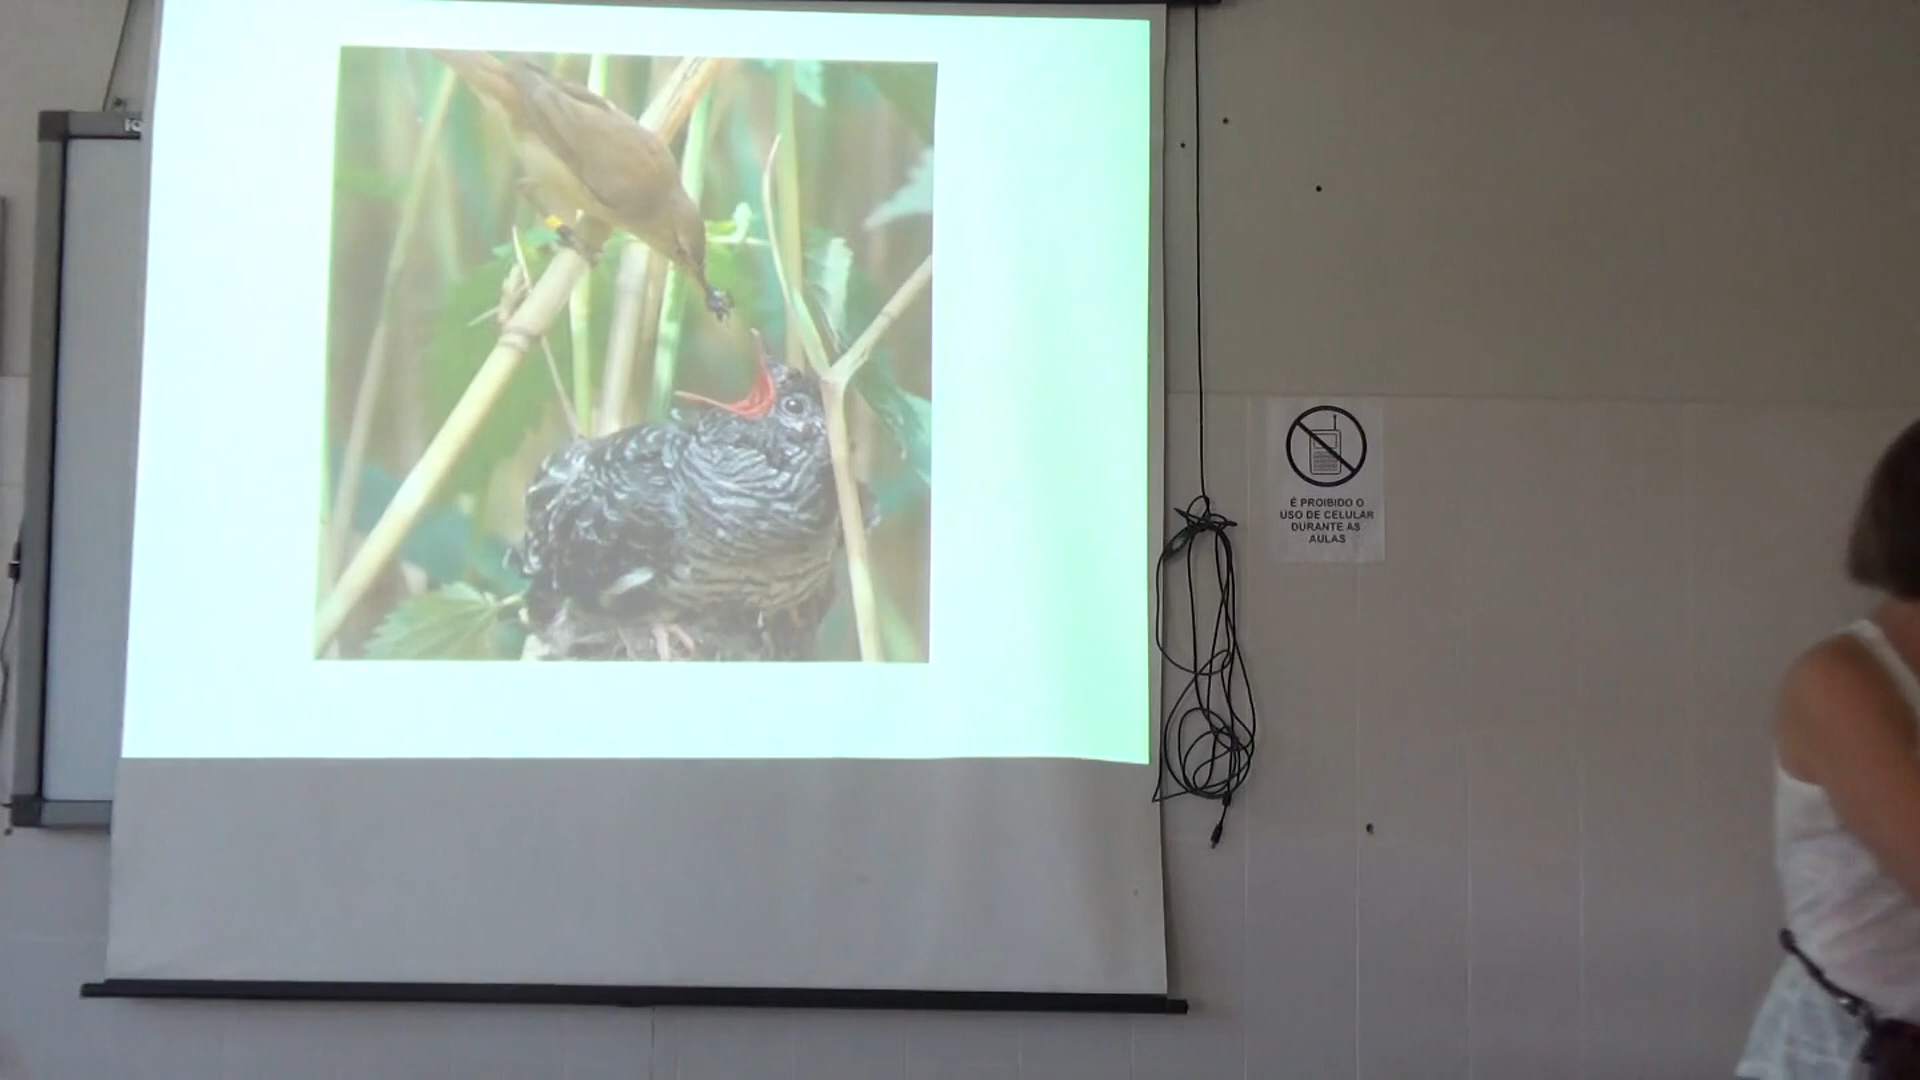 É PROIBIDO O
USO DE CELULAR
DURANTE AS
AULAS